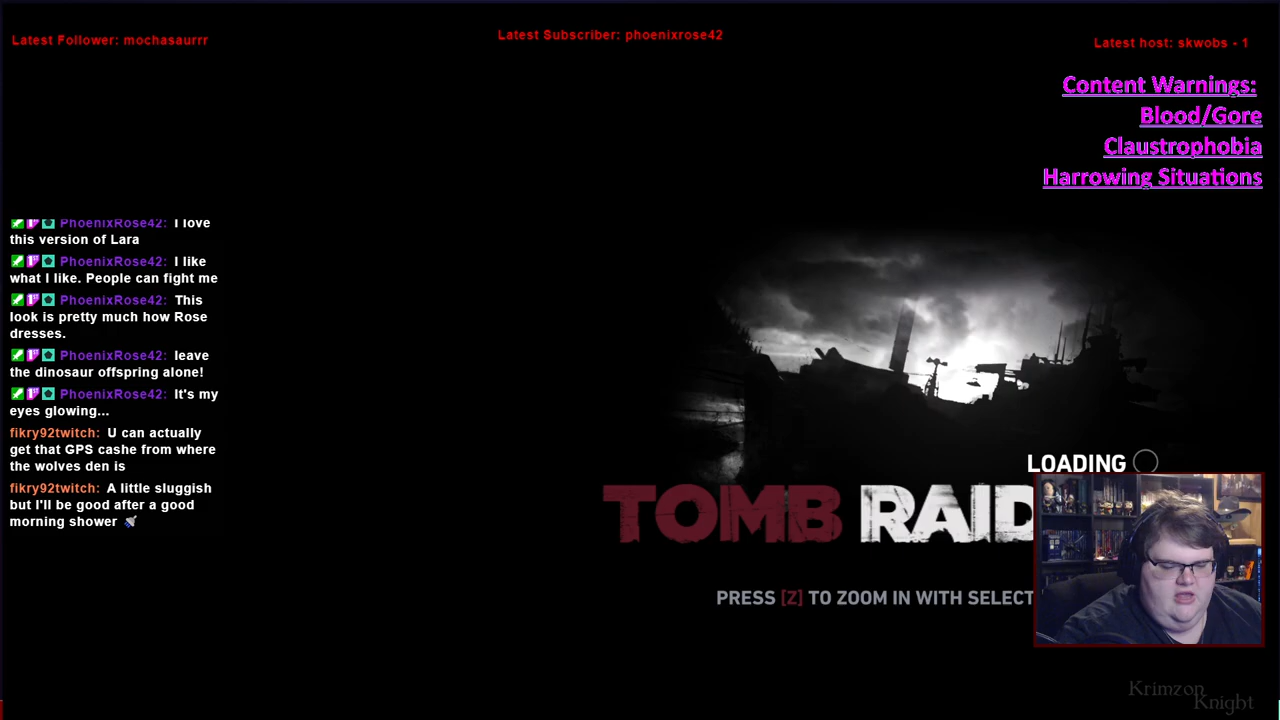 Latest Follower: mochasaurrr
Latest Subscriber: phoenixrose42
Latest host: skwobs - 1
Content Warnings:
Blood/Gore
Claustrophobia
Harrowing Situations
PhoenixRose42: I love
this version of Lara
PhoenixRose42: I like
what I like. People can fight me
PhoenixRose42: This
look is pretty much how Rose
dresses.
PhoenixRose42: leave
the dinosaur offspring alone!
PhoenixRose42: It's my
eyes glowing...
fikry92twitch: U can actually
get that GPS cashe from where
the wolves den is
fikry92twitch: A little sluggish
but I'll be good after a good
morning shower
LOADING
TOMB RAID
PRESS [Z] TO ZOOM IN WITH SELECT
Krimzon
Knight